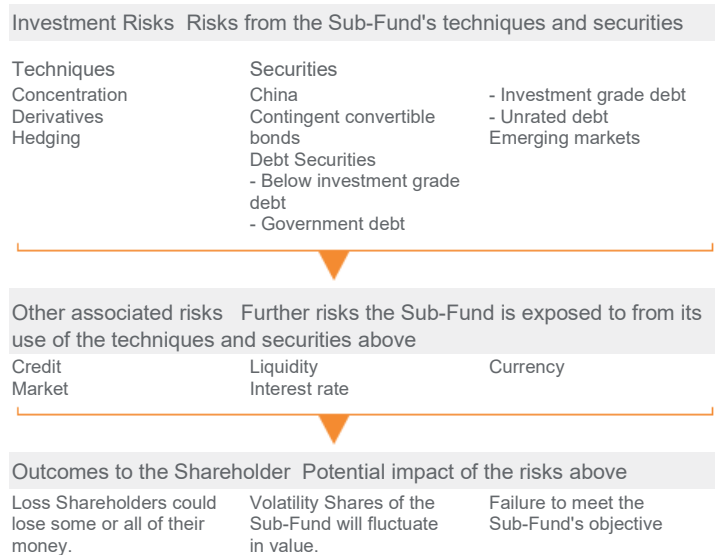 Investment Risks Risks from the Sub-Fund's techniques and securities
Techniques
Concentration
Derivatives
Hedging
Securities
China
Contingent convertible
bonds
Debt Securities
- Below investment grade
debt
- Government debt
- Investment grade debt
- Unrated debt
Emerging markets
Other associated risks Further risks the Sub-Fund is exposed to from its
use of the techniques and securities above
Credit
Market
Liquidity
Interest rate
Currency
Outcomes to the Shareholder Potential impact of the risks above
Loss Shareholders could
lose some or all of their
money.
Volatility Shares of the
Sub-Fund will fluctuate
in value.
Failure to meet the
Sub-Fund's objective